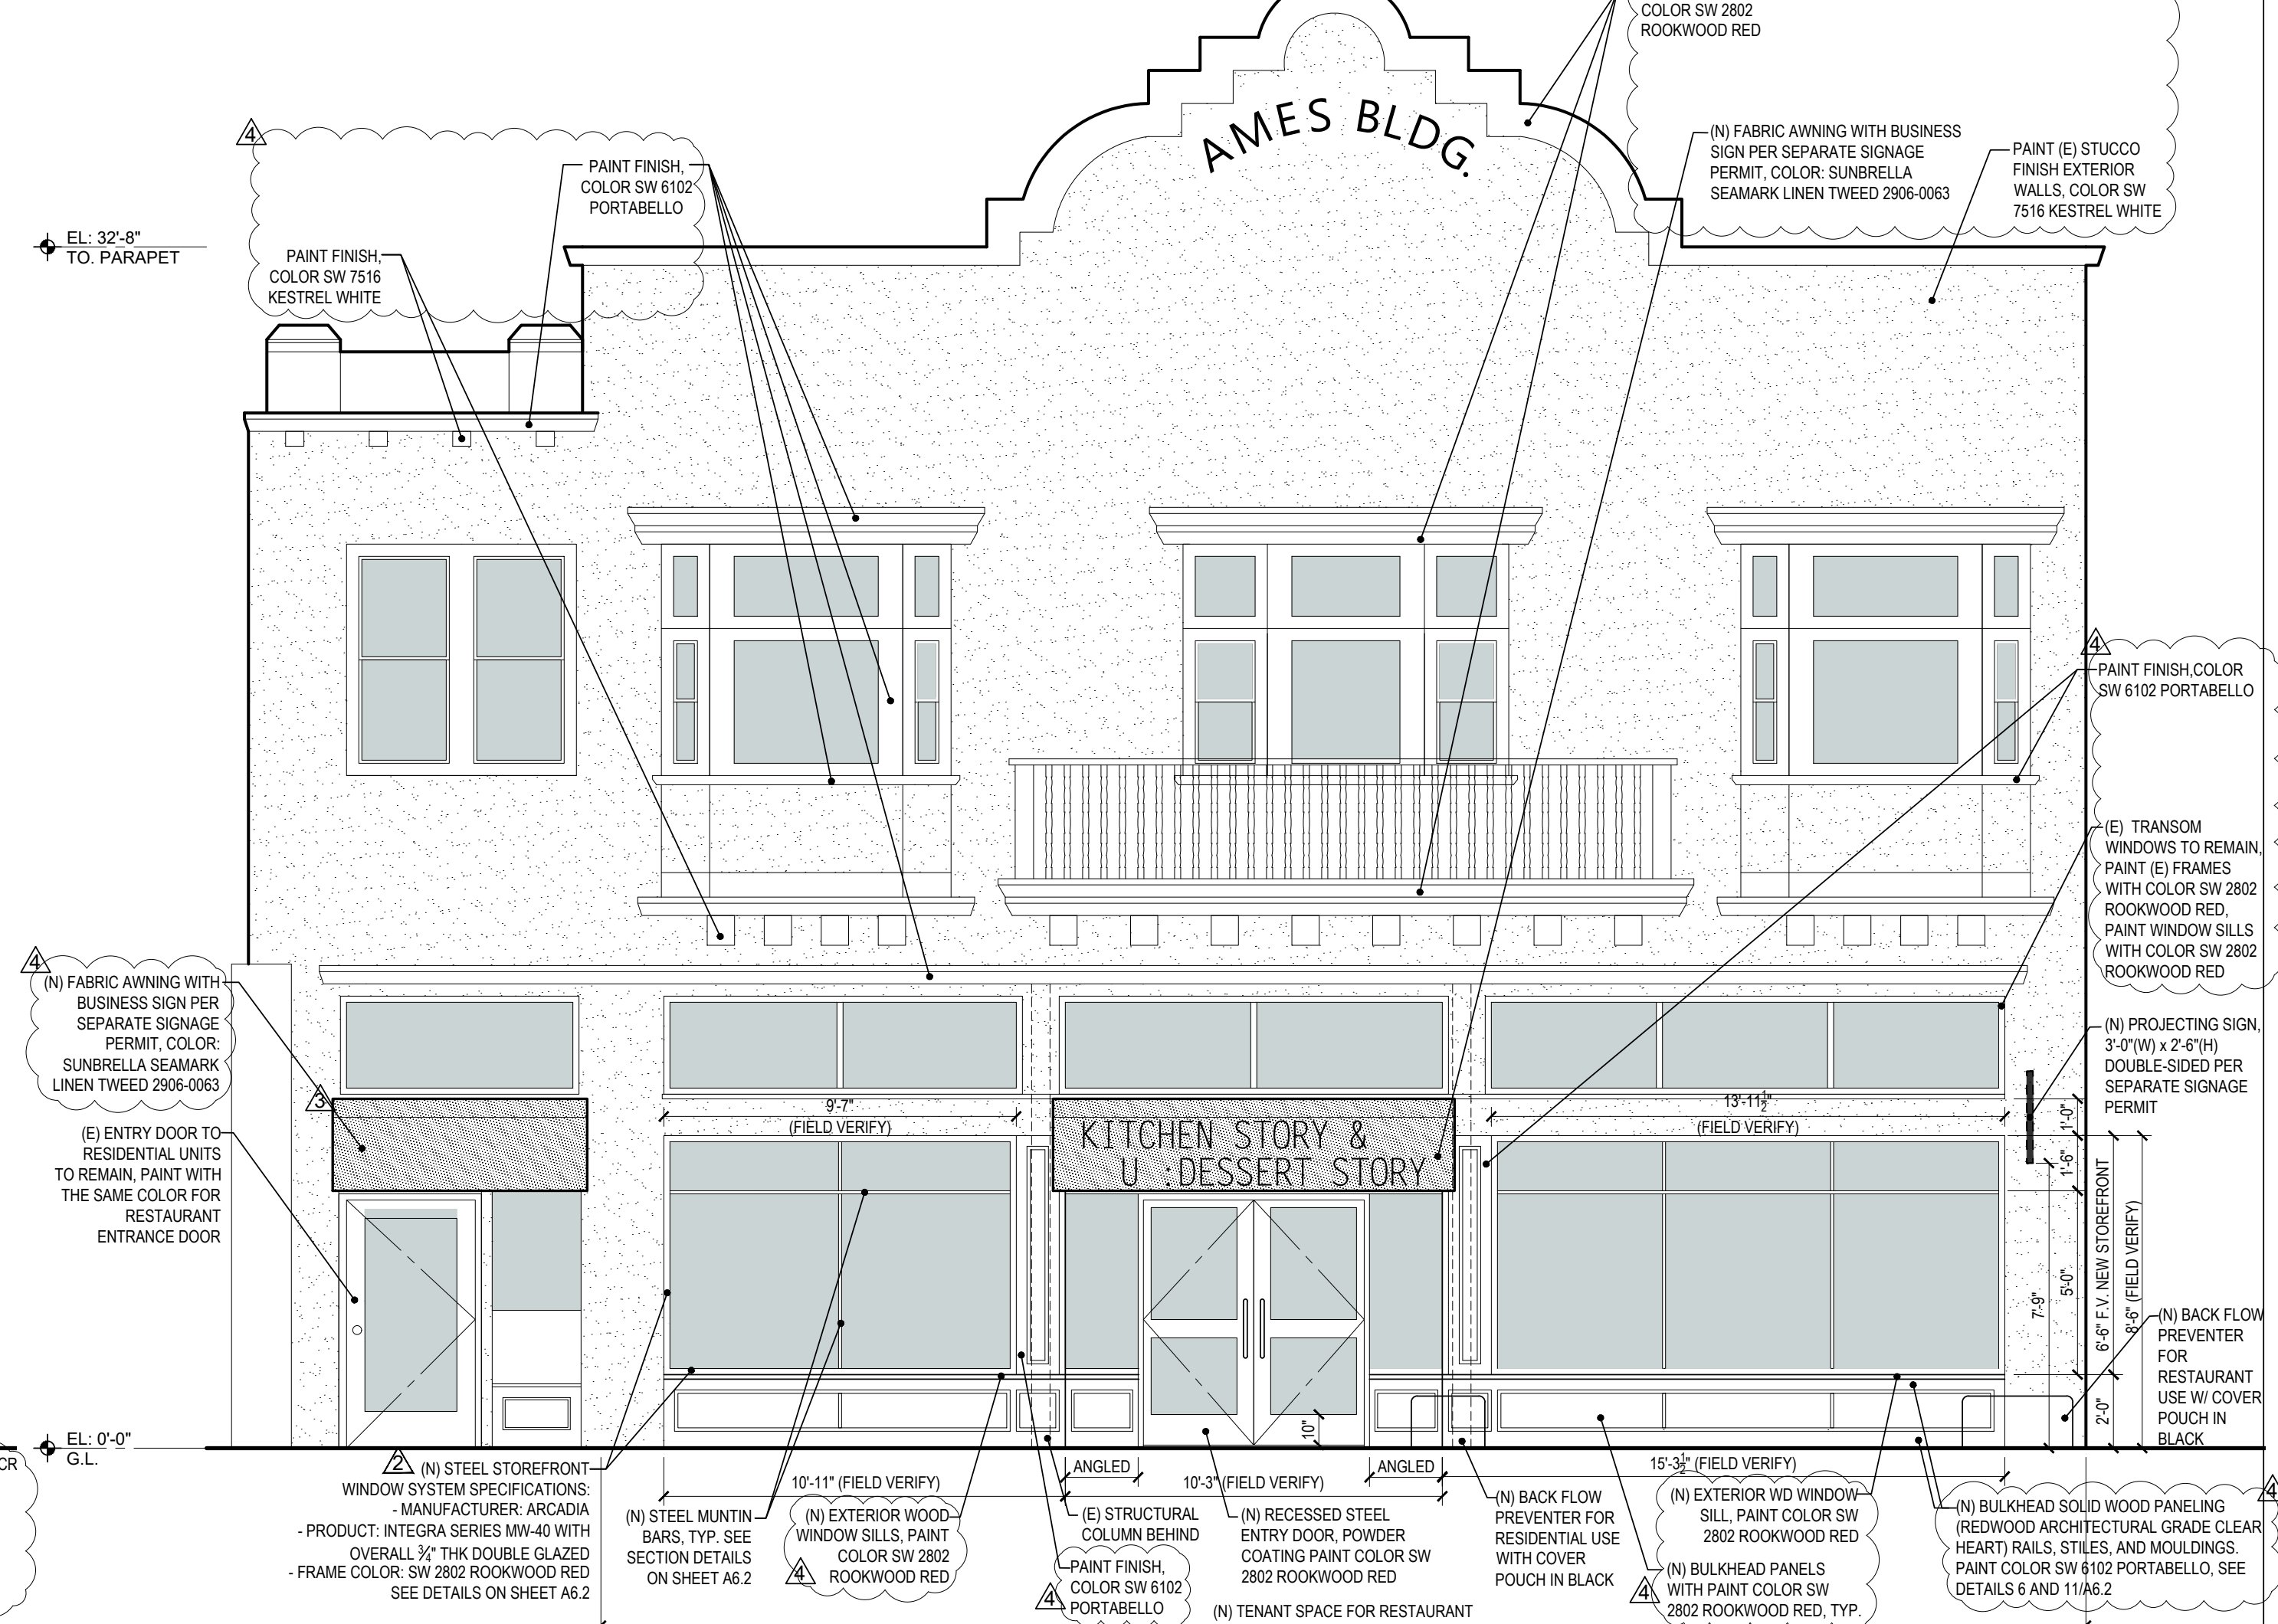 COLOR SW 2802
ROOKWOOD RED
AMES BLDG.
4
PAINT FINISH,
COLOR SW 6102
PORTABELLO
PAINT FINISH,
COLOR SW 7516
KESTREL WHITE
(N) FABRIC AWNING WITH BUSINESS
SIGN PER SEPARATE SIGNAGE
PERMIT, COLOR: SUNBRELLA
SEAMARK LINEN TWEED 2906-0063
PAINT (E) STUCCO
FINISH EXTERIOR
WALLS, COLOR SW
7516 KESTREL WHITE
EL: 32'-8"
TO. PARAPET
4
PAINT FINISH,COLOR
SW 6102 PORTABELLO
(E) TRANSOM
WINDOWS TO REMAIN,
PAINT (E) FRAMES
WITH COLOR SW 2802
ROOKWOOD RED,
PAINT WINDOW SILLS
WITH COLOR SW 2802
ROOKWOOD RED
4
(N) FABRIC AWNING WITH
BUSINESS SIGN PER
SEPARATE SIGNAGE
PERMIT, COLOR:
SUNBRELLA SEAMARK
LINEN TWEED 2906-0063
3
(E) ENTRY DOOR TO
RESIDENTIAL UNITS
TO REMAIN, PAINT WITH
THE SAME COLOR FOR
RESTAURANT
ENTRANCE DOOR
(N) PROJECTING SIGN,
3'-0"(W) x 2'-6"(H)
DOUBLE-SIDED PER
SEPARATE SIGNAGE
PERMIT
9'-7"
(FIELD VERIFY)
KITCHEN STORY &
U :DESSERT STORY
13'-11½"
(FIELD VERIFY)
1'-0"
1'-6"
5'-0"
7'-9"
6'-6" F.V. NEW STOREFRONT
8'-6" (FIELD VERIFY)
2'-0"
10"
(N) BACK FLOW
PREVENTER
FOR
RESTAURANT
USE W/ COVER
POUCH IN
BLACK
EL: 0'-0"
G.L.
CR
2
(N) STEEL STOREFRONT
WINDOW SYSTEM SPECIFICATIONS:
- MANUFACTURER: ARCADIA
- PRODUCT: INTEGRA SERIES MW-40 WITH
OVERALL ¾" THK DOUBLE GLAZED
- FRAME COLOR: SW 2802 ROOKWOOD RED
SEE DETAILS ON SHEET A6.2
10'-11" (FIELD VERIFY)
ANGLED
10'-3" (FIELD VERIFY)
ANGLED
15'-3½" (FIELD VERIFY)
(N) STEEL MUNTIN
BARS, TYP. SEE
SECTION DETAILS
ON SHEET A6.2
(N) EXTERIOR WOOD
WINDOW SILLS, PAINT
COLOR SW 2802
ROOKWOOD RED
4
(E) STRUCTURAL
COLUMN BEHIND
PAINT FINISH,
COLOR SW 6102
PORTABELLO
4
(N) RECESSED STEEL
ENTRY DOOR, POWDER
COATING PAINT COLOR SW
2802 ROOKWOOD RED
(N) TENANT SPACE FOR RESTAURANT
(N) BACK FLOW
PREVENTER FOR
RESIDENTIAL USE
WITH COVER
POUCH IN BLACK
(N) EXTERIOR WD WINDOW
SILL, PAINT COLOR SW
2802 ROOKWOOD RED
(N) BULKHEAD PANELS
WITH PAINT COLOR SW
2802 ROOKWOOD RED, TYP.
4
4
(N) BULKHEAD SOLID WOOD PANELING
(REDWOOD ARCHITECTURAL GRADE CLEAR
HEART) RAILS, STILES, AND MOULDINGS.
PAINT COLOR SW 6102 PORTABELLO, SEE
DETAILS 6 AND 11/A6.2